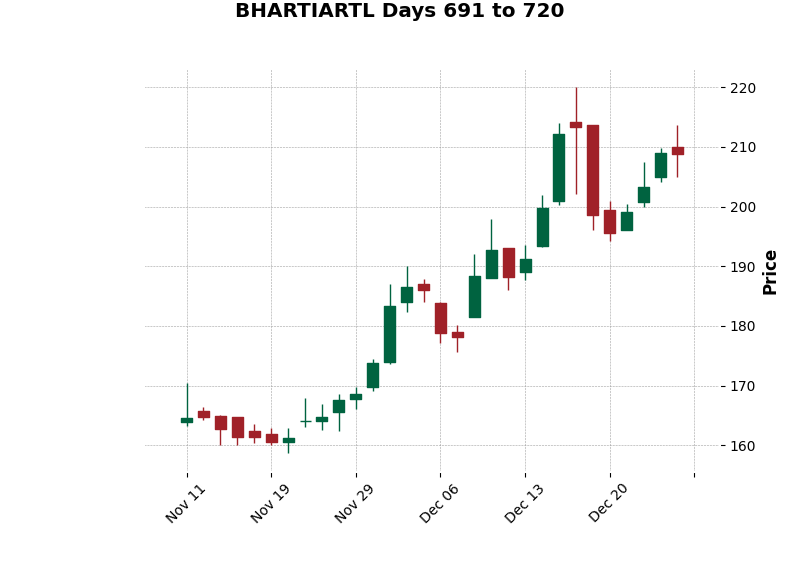 BHARTIARTL Days 691 to 720
220
210
200
190
180
170
160
Price
Nov 11
Nov 19
Nov 29
Dec 06
Dec 13
Dec 20